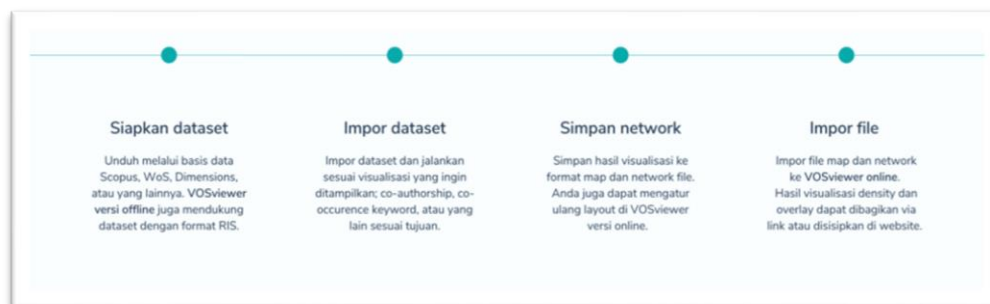 Siapkan dataset
Unduh melalui basis data
Scopus, WoS, Dimensions,
atau yang lainnya. VOSviewer
versi offline juga mendukung
dataset dengan format RIS.
Impor dataset
Impor dataset dan jalankan
sesuai visualisasi yang ingin
ditampilkan; co-authorship, co-
occurence keyword, atau yang
lain sesuai tujuan.
Simpan network
Simpan hasil visualisasi ke
format map dan network file.
Anda juga dapat mengatur
ulang layout di VOSviewer
versi online.
Impor file
Impor file map dan network
ke VOSviewer online.
Hasil visualisasi density dan
overlay dapat dibagikan via
link atau disisipkan di website.